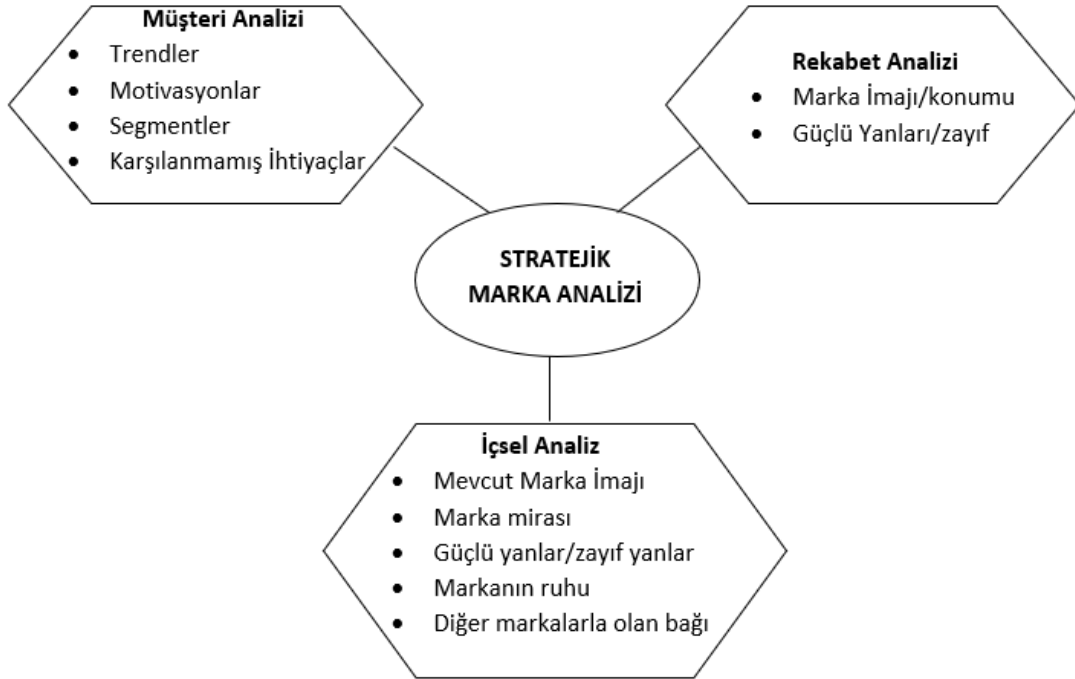 Müşteri Analizi
• Trendler
• Motivasyonlar
• Segmentler
• Karşılanmamış İhtiyaçlar
Rekabet Analizi
• Marka İmajı/konumu
• Güçlü Yanları/zayıf
STRATEJİK
MARKA ANALİZİ
İçsel Analiz
• Mevcut Marka İmajı
• Marka mirası
• Güçlü yanlar/zayıf yanlar
• Markanın ruhu
• Diğer markalarla olan bağı